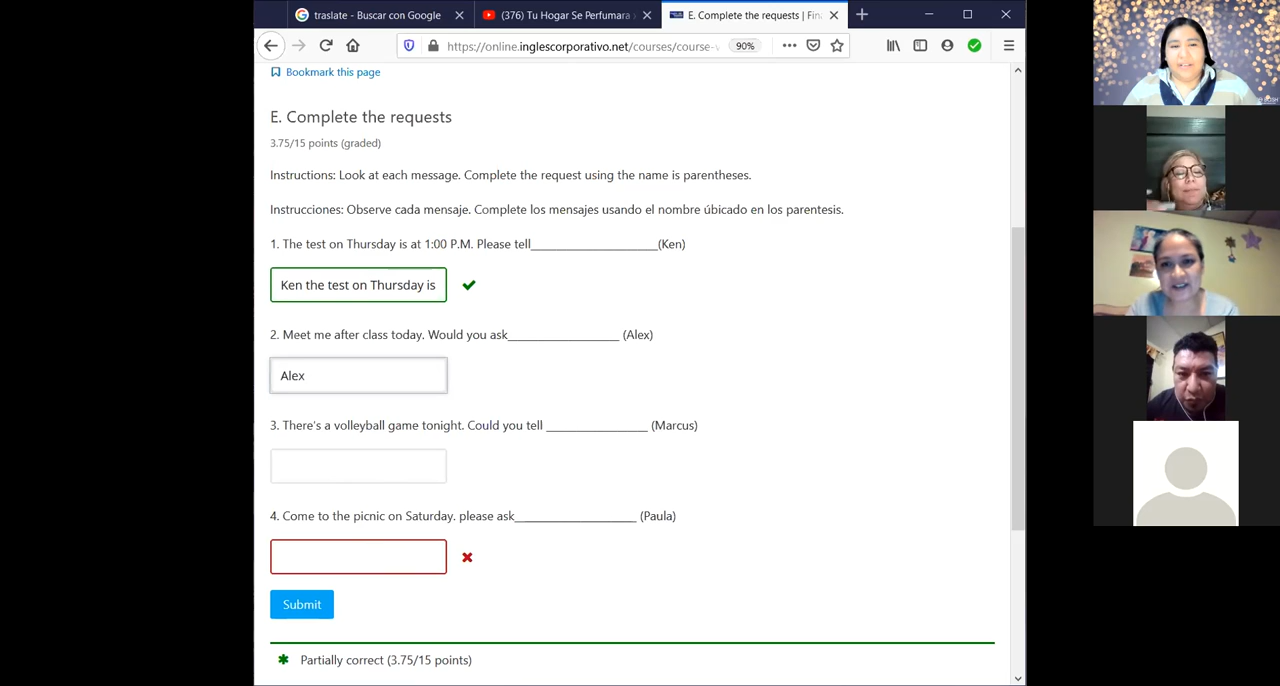 traslate - Buscar con Google
(376) Tu Hogar Se Perfumara
E. Complete the requests | Fin
https://online.inglescorporativo.net/courses/course-v
90%
Bookmark this page
E. Complete the requests
3.75/15 points (graded)
Instructions: Look at each message. Complete the request using the name is parentheses.
Instrucciones: Observe cada mensaje. Complete los mensajes usando el nombre úbicado en los parentesis.
1. The test on Thursday is at 1:00 P.M. Please tell____________________(Ken)
Ken the test on Thursday is
2. Meet me after class today. Would you ask__________________ (Alex)
Alex
3. There's a volleyball game tonight. Could you tell ________________ (Marcus)
4. Come to the picnic on Saturday. please ask___________________ (Paula)
Submit
Partially correct (3.75/15 points)